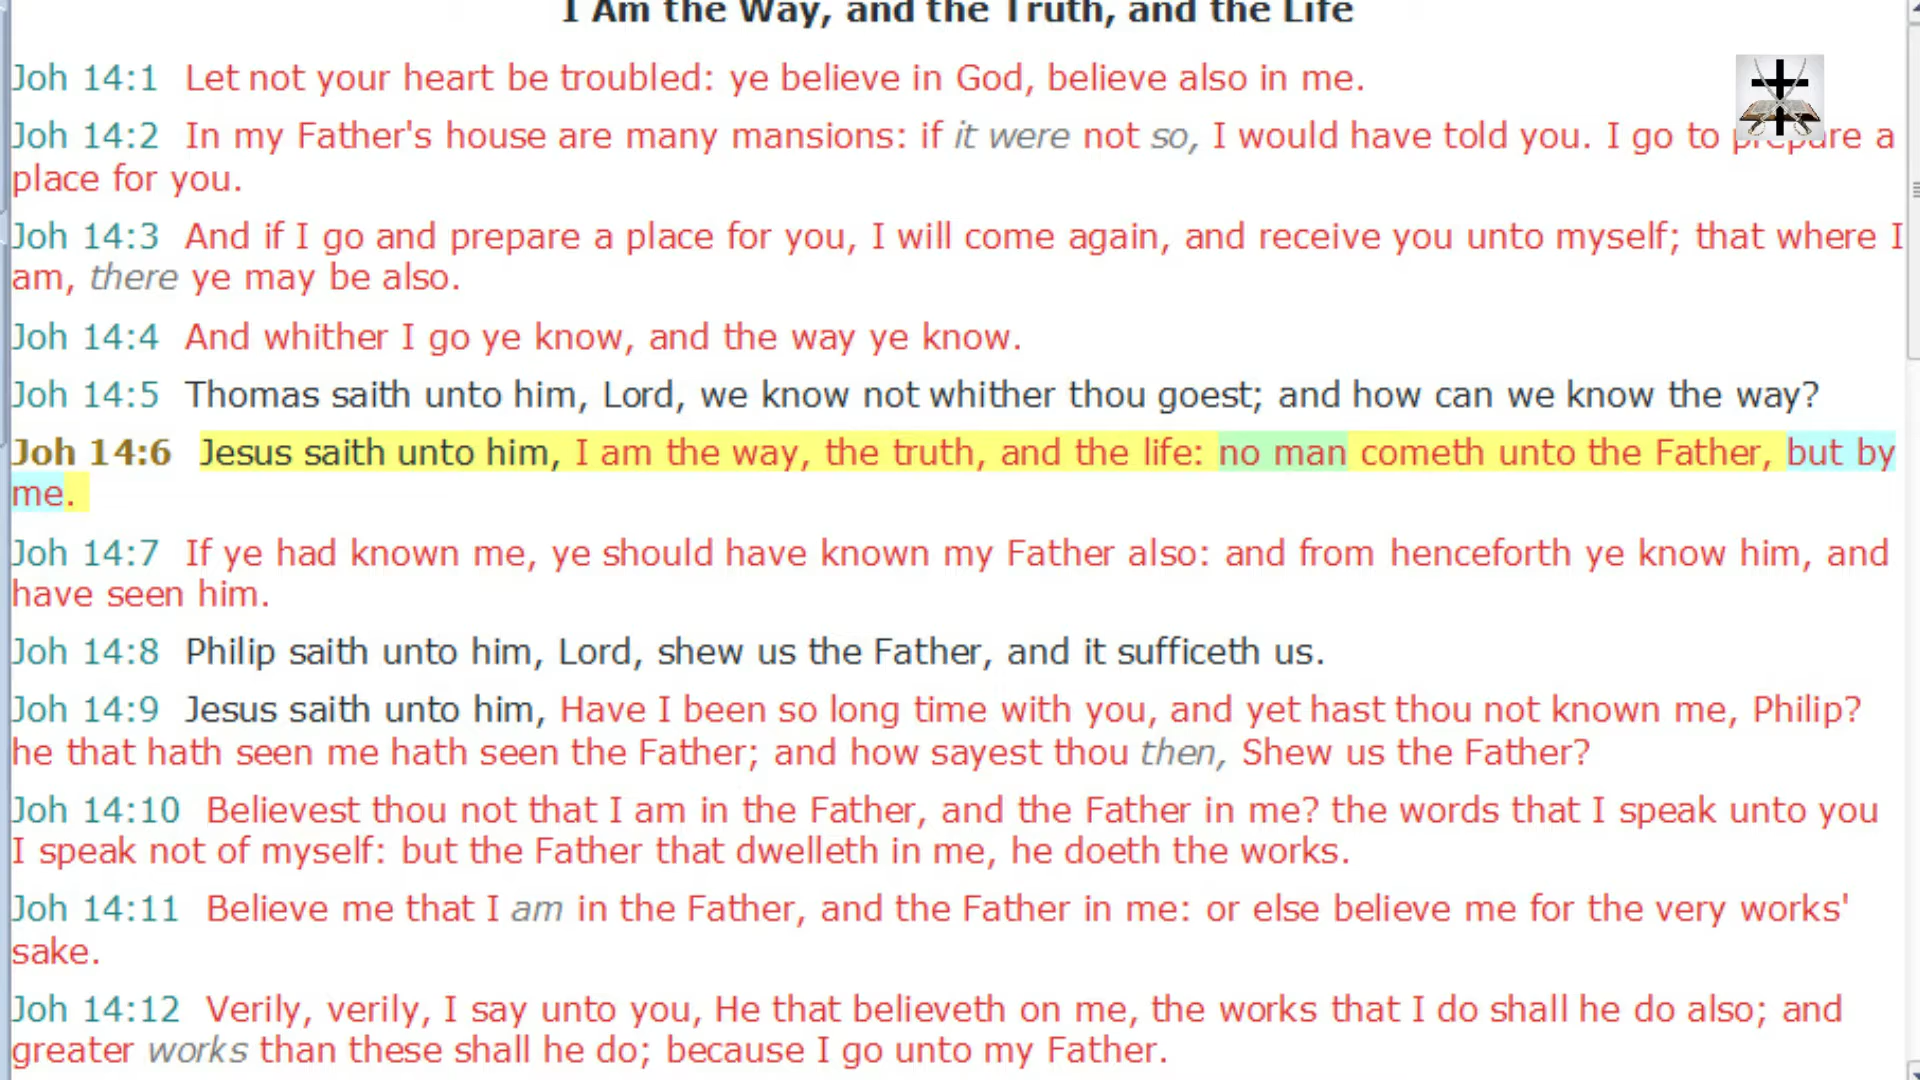 I Am the Way, and the Truth, and the Life
Joh 14:1 Let not your heart be troubled: ye believe in God, believe also in me.
Joh 14:2 In my Father's house are many mansions: if it were not so, I would have told you. I go to prepare a
place for you.
Joh 14:3 And if I go and prepare a place for you, I will come again, and receive you unto myself; that where I
am, there ye may be also.
Joh 14:4 And whither I go ye know, and the way ye know.
Joh 14:5 Thomas saith unto him, Lord, we know not whither thou goest; and how can we know the way?
Joh 14:6 Jesus saith unto him, I am the way, the truth, and the life: no man cometh unto the Father, but by
me.
Joh 14:7 If ye had known me, ye should have known my Father also: and from henceforth ye know him, and
have seen him.
Joh 14:8 Philip saith unto him, Lord, shew us the Father, and it sufficeth us.
Joh 14:9 Jesus saith unto him, Have I been so long time with you, and yet hast thou not known me, Philip?
he that hath seen me hath seen the Father; and how sayest thou then, Shew us the Father?
Joh 14:10 Believest thou not that I am in the Father, and the Father in me? the words that I speak unto you
I speak not of myself: but the Father that dwelleth in me, he doeth the works.
Joh 14:11 Believe me that I am in the Father, and the Father in me: or else believe me for the very works'
sake.
Joh 14:12 Verily, verily, I say unto you, He that believeth on me, the works that I do shall he do also; and
greater works than these shall he do; because I go unto my Father.